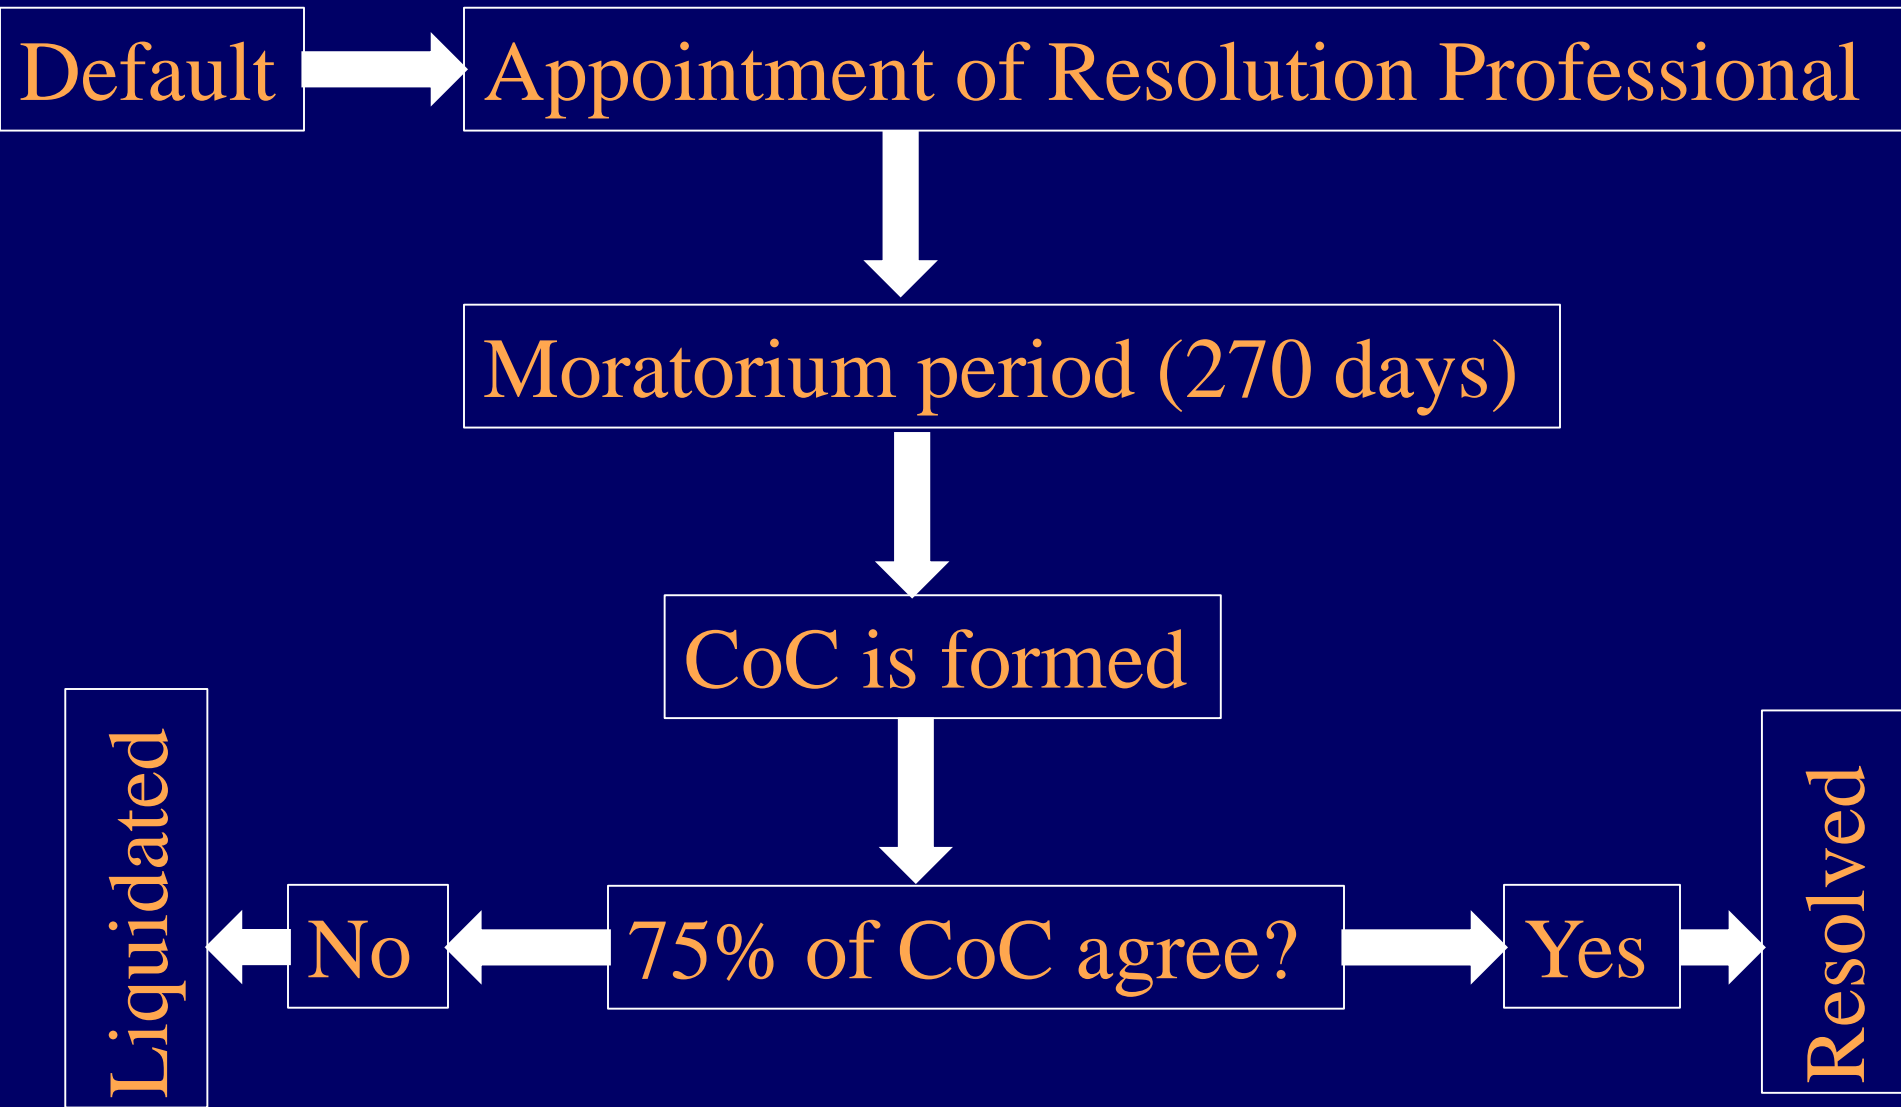 Default
Appointment of Resolution Professional
Moratorium period (270 days)
CoC is formed
Liquidated
No
75% of CoC agree?
Yes
Resolved